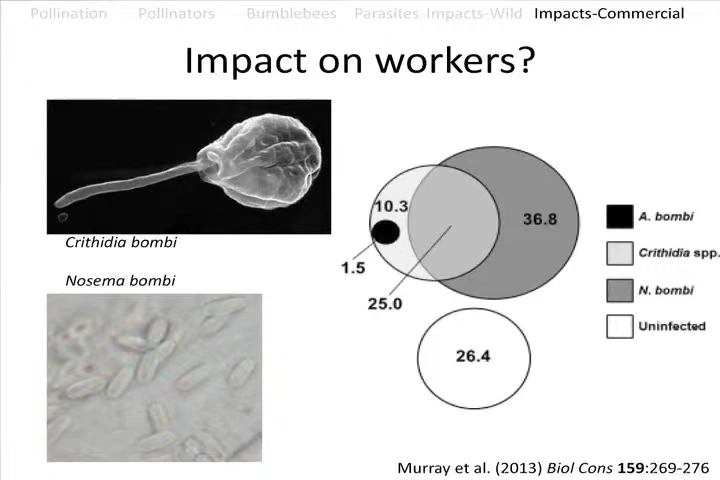 Pollination Pollinators Bumblebees Parasites Impacts-Wild Impacts-Commercial
Impact on workers?
Crithidia bombi
Nosema bombi
10.3
36.8
1.5
25.0
26.4
A. bombi
Crithidia spp.
N. bombi
Uninfected
Murray et al. (2013) Biol Cons 159:269-276